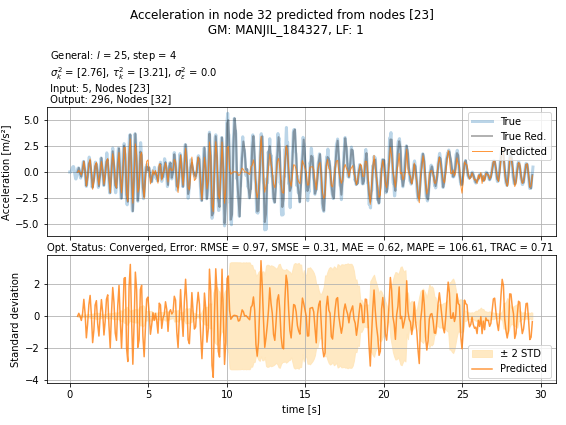 Acceleration in node 32 predicted from nodes [23]
GM: MANJIL_184327, LF: 1
General: l = 25, step = 4
σ²ₖ = [2.76], τ²ₖ = [3.21], σ²ε = 0.0
Input: 5, Nodes [23]
Output: 296, Nodes [32]
Acceleration [m/s²]
5.0
2.5
0.0
−2.5
−5.0
True
True Red.
Predicted
Opt. Status: Converged, Error: RMSE = 0.97, SMSE = 0.31, MAE = 0.62, MAPE = 106.61, TRAC = 0.71
Standard deviation
2
0
−2
−4
± 2 STD
Predicted
0
5
10
15
20
25
30
time [s]